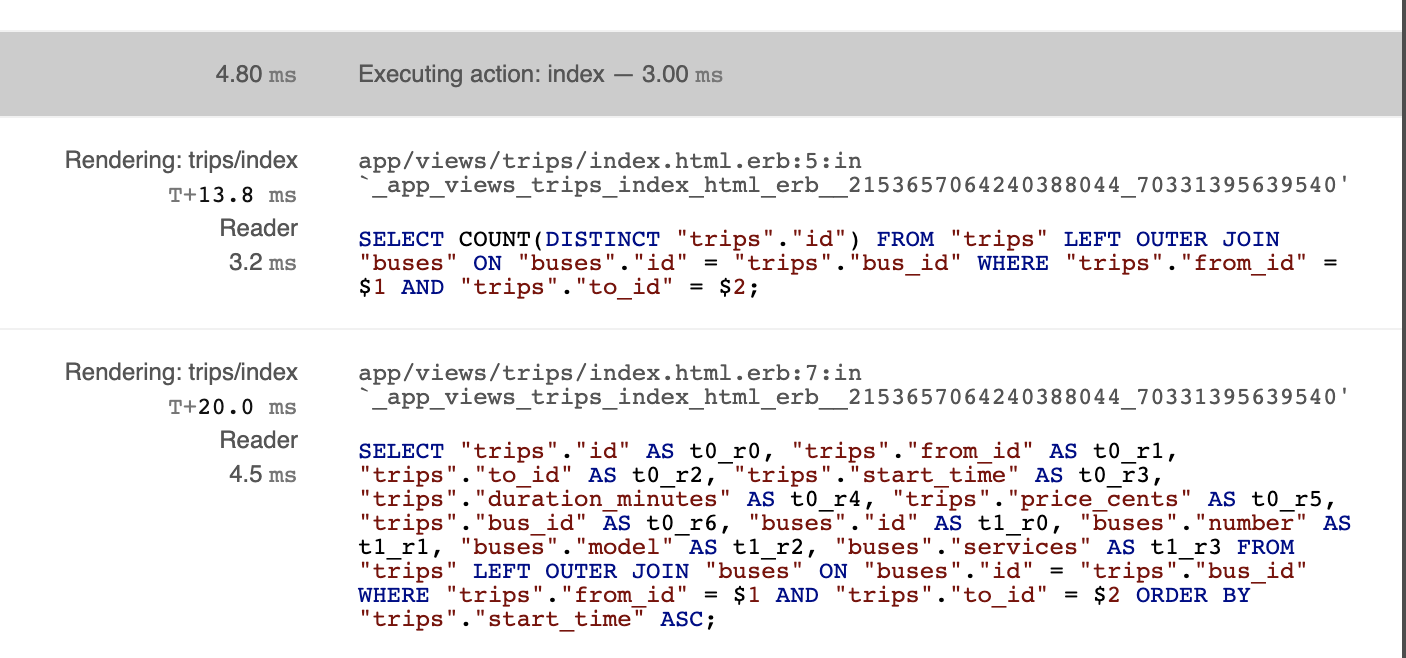 4.80 ms Executing action: index — 3.00 ms
Rendering: trips/index app/views/trips/index.html.erb:5:in
T+13.8 ms `_app_views_trips_index_html_erb__2153657064240388044_70331395639540'
Reader
3.2 ms
SELECT COUNT(DISTINCT "trips"."id") FROM "trips" LEFT OUTER JOIN
"buses" ON "buses"."id" = "trips"."bus_id" WHERE "trips"."from_id" =
$1 AND "trips"."to_id" = $2;
Rendering: trips/index app/views/trips/index.html.erb:7:in
T+20.0 ms `_app_views_trips_index_html_erb__2153657064240388044_70331395639540'
Reader
4.5 ms
SELECT "trips"."id" AS t0_r0, "trips"."from_id" AS t0_r1,
"trips"."to_id" AS t0_r2, "trips"."start_time" AS t0_r3,
"trips"."duration_minutes" AS t0_r4, "trips"."price_cents" AS t0_r5,
"trips"."bus_id" AS t0_r6, "buses"."id" AS t1_r0, "buses"."number" AS
t1_r1, "buses"."model" AS t1_r2, "buses"."services" AS t1_r3 FROM
"trips" LEFT OUTER JOIN "buses" ON "buses"."id" = "trips"."bus_id"
WHERE "trips"."from_id" = $1 AND "trips"."to_id" = $2 ORDER BY
"trips"."start_time" ASC;